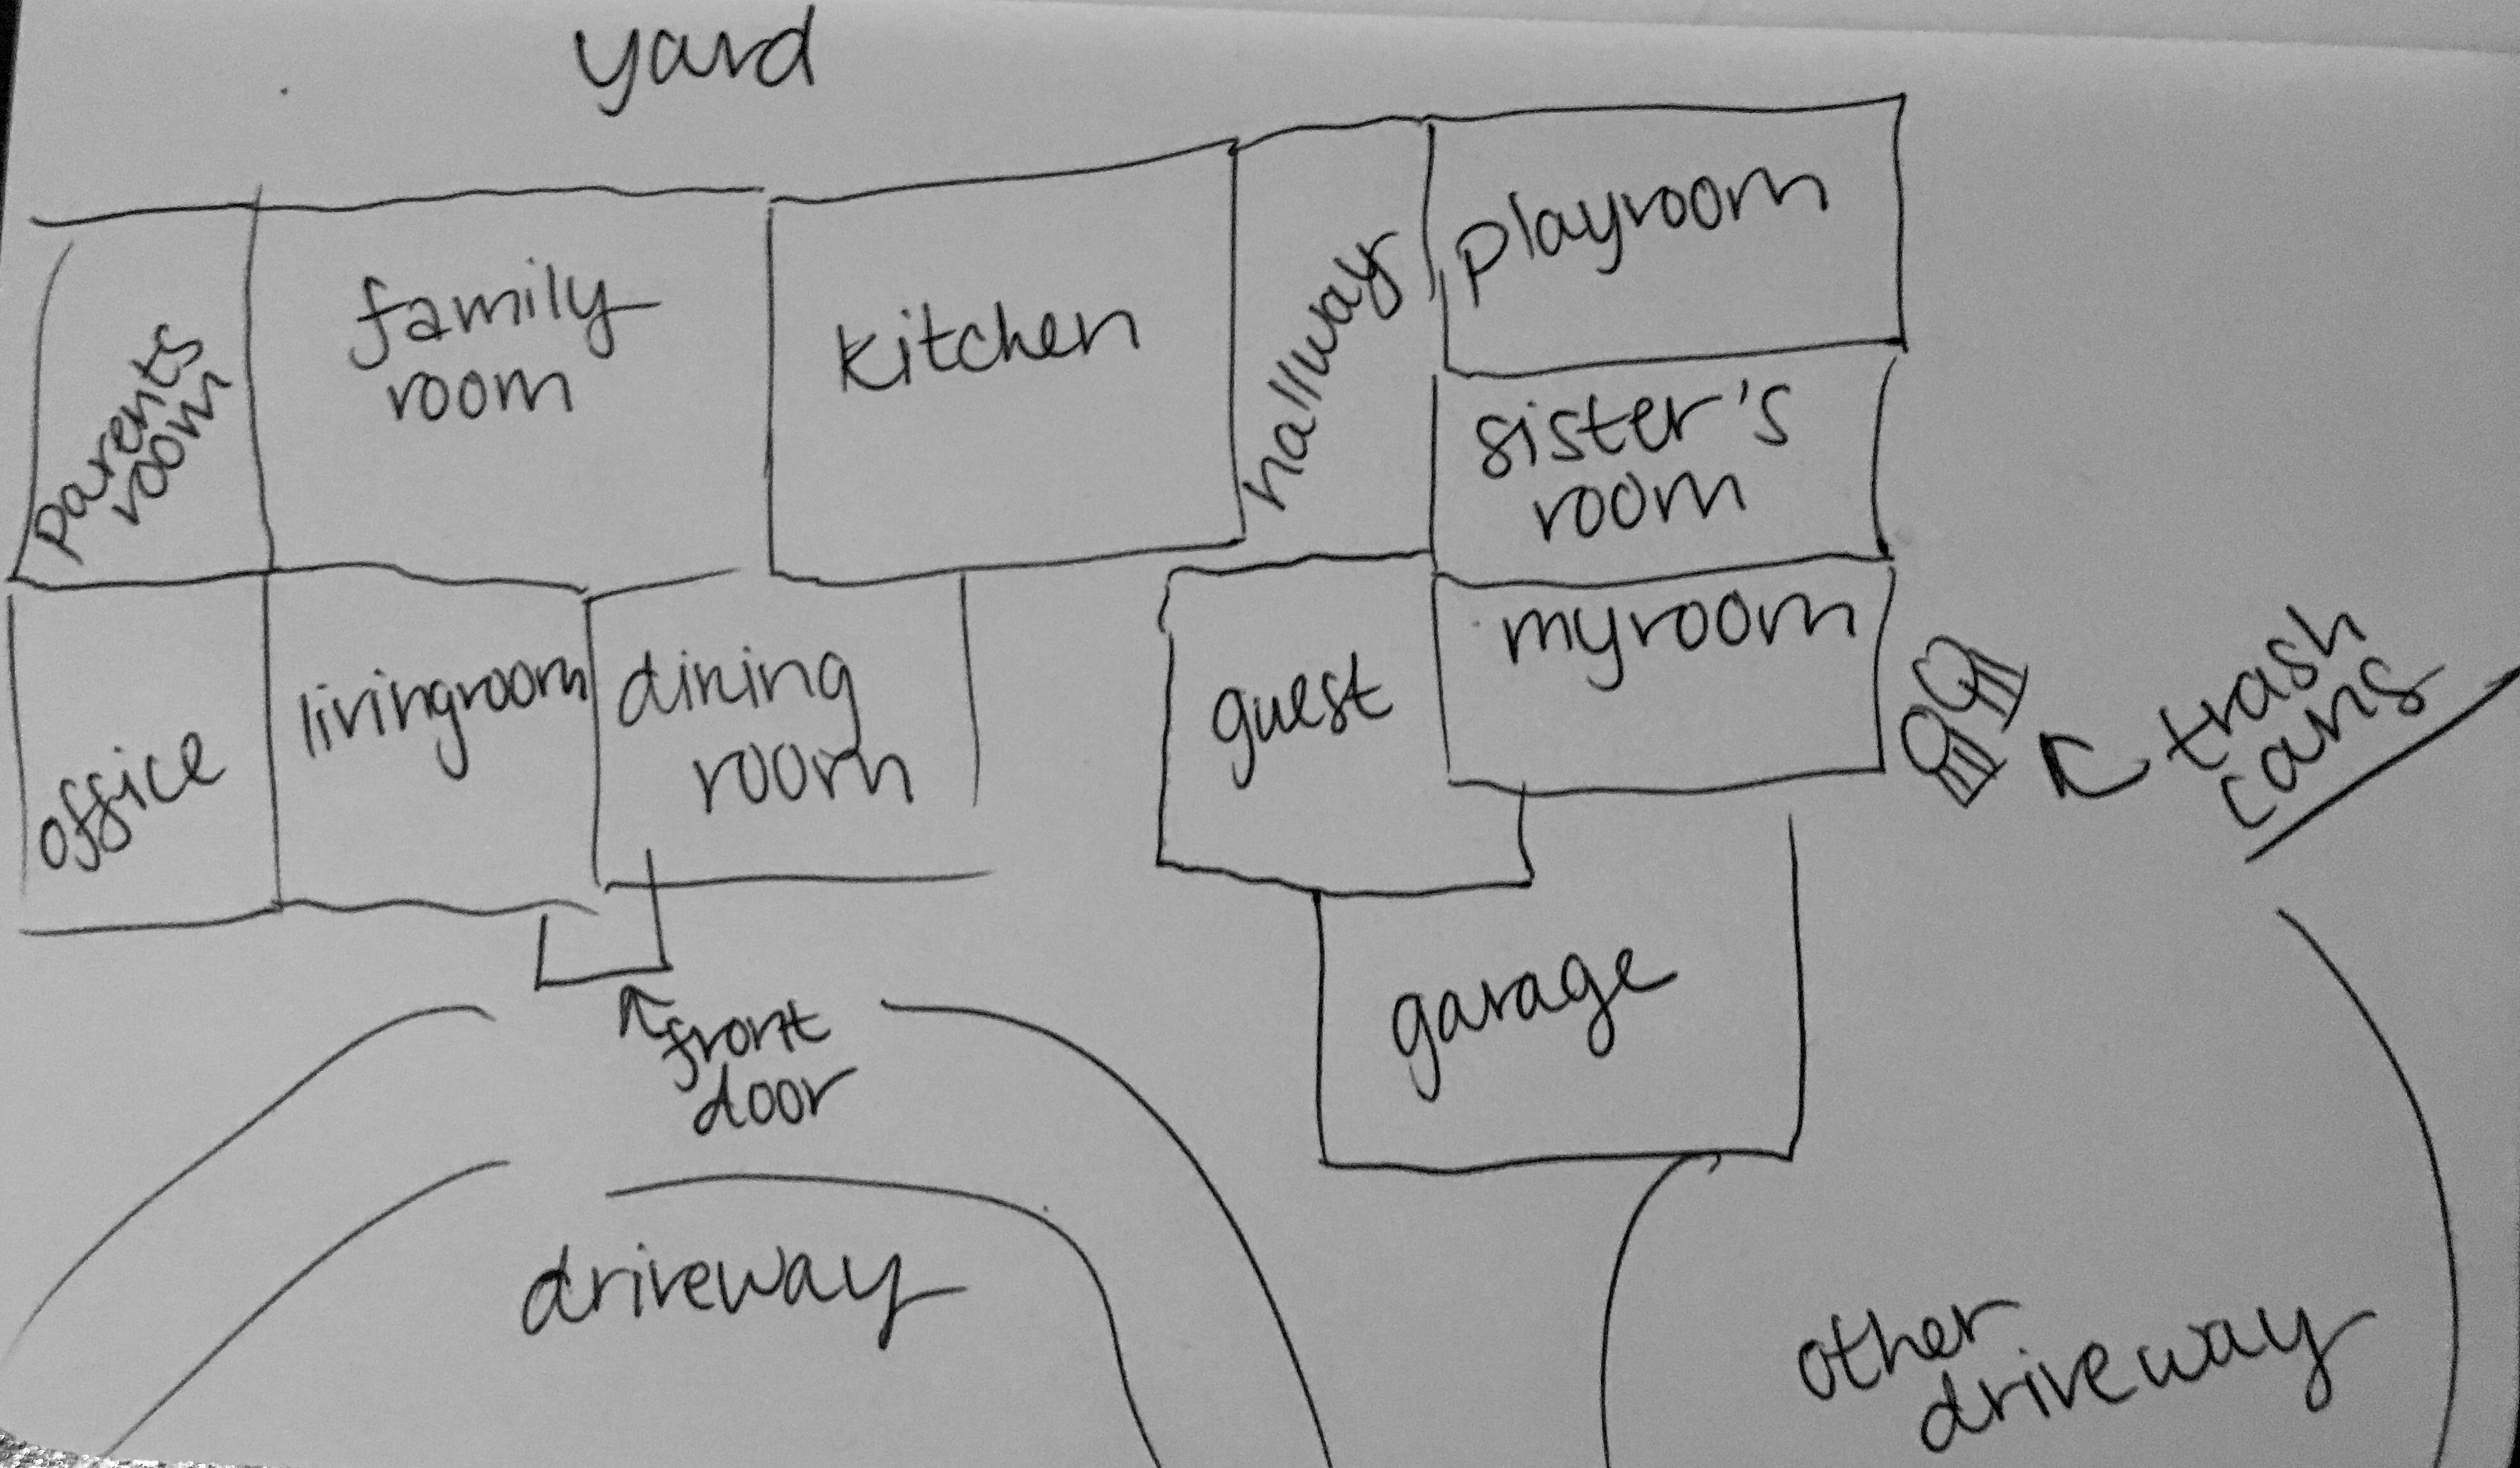 yard
parents
room
family
room
kitchen
hallway
playroom
sister's
room
office
livingroom
dining
room
guest
myroom
trash
cans
front
door
garage
driveway
other
driveway